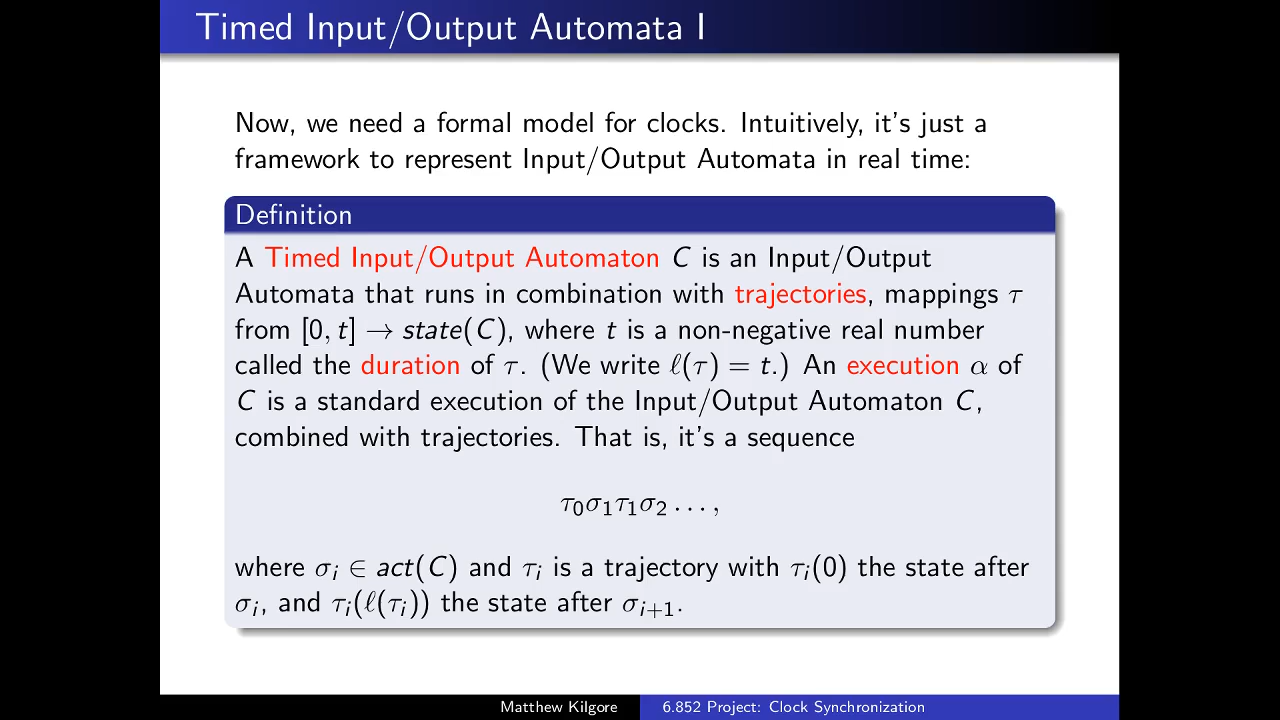 Timed Input/Output Automata I
Now, we need a formal model for clocks. Intuitively, it's just a
framework to represent Input/Output Automata in real time:
Definition
A Timed Input/Output Automaton C is an Input/Output
Automata that runs in combination with trajectories, mappings τ
from [0, t] → state(C), where t is a non-negative real number
called the duration of τ. (We write ℓ(τ) = t.) An execution α of
C is a standard execution of the Input/Output Automaton C,
combined with trajectories. That is, it's a sequence
τ₀σ₁τ₁σ₂ . . . ,
where σᵢ ∈ act(C) and τᵢ is a trajectory with τᵢ(0) the state after
σᵢ, and τᵢ(ℓ(τᵢ)) the state after σᵢ₊₁.
Matthew Kilgore
6.852 Project: Clock Synchronization